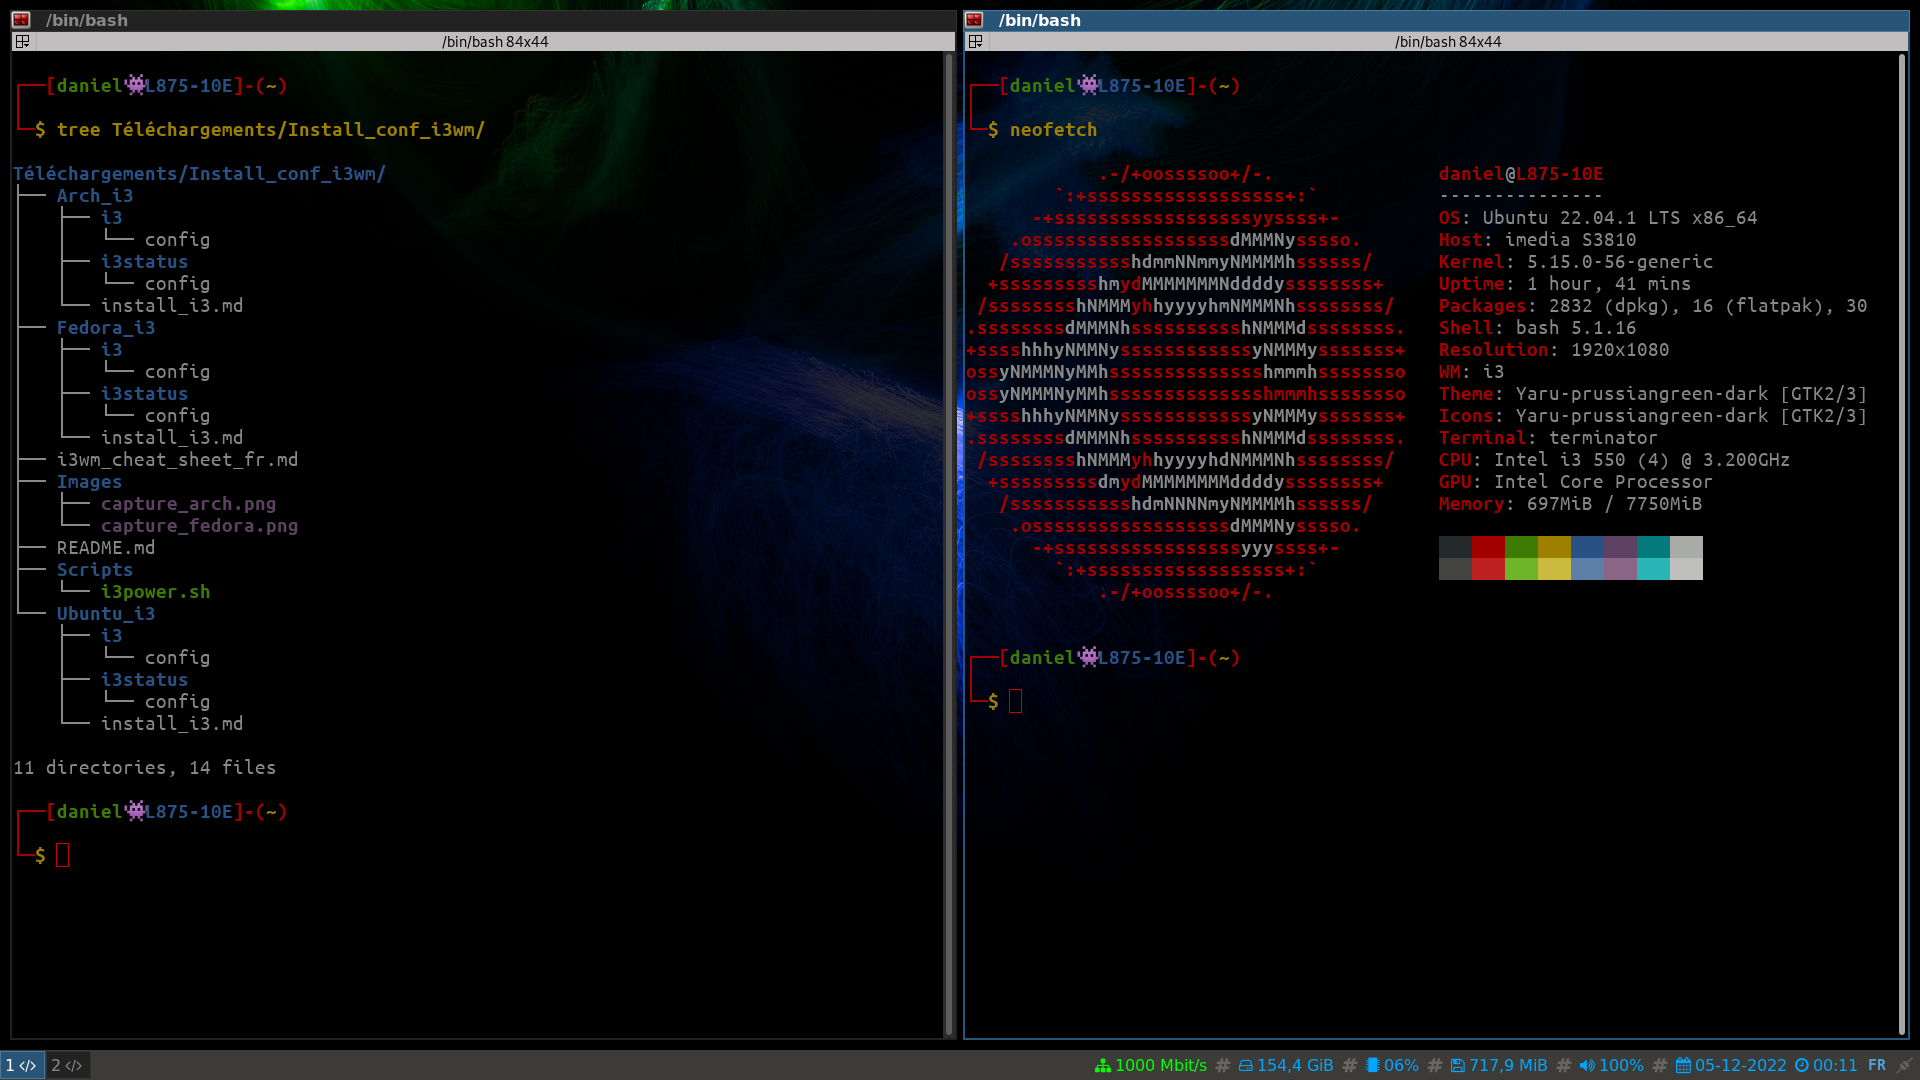 /bin/bash
/bin/bash 84x44
[daniel👾L875-10E]-(~)
$ tree Téléchargements/Install_conf_i3wm/
Téléchargements/Install_conf_i3wm/
├── Arch_i3
│   ├── i3
│   │   └── config
│   ├── i3status
│   │   └── config
│   └── install_i3.md
├── Fedora_i3
│   ├── i3
│   │   └── config
│   ├── i3status
│   │   └── config
│   └── install_i3.md
├── i3wm_cheat_sheet_fr.md
├── Images
│   ├── capture_arch.png
│   └── capture_fedora.png
├── README.md
├── Scripts
│   └── i3power.sh
└── Ubuntu_i3
    ├── i3
    │   └── config
    ├── i3status
    │   └── config
    └── install_i3.md
11 directories, 14 files
[daniel👾L875-10E]-(~)
$
/bin/bash
/bin/bash 84x44
[daniel👾L875-10E]-(~)
$ neofetch
.-/+oossssoo+/-.
`:+ssssssssssssssssss+:`
-+ssssssssssssssssssyyssss+-
.ossssssssssssssssssdMMMNysssso.
/ssssssssssshdmmNNmmyNMMMMhssssss/
+ssssssssshmydMMMMMMMNddddyssssssss+
/sssssssshNMMMyhhyyyyhmNMMMNhssssssss/
.ssssssssdMMMNhsssssssssshNMMMdssssssss.
+sssshhhyNMMNyssssssssssssyNMMMysssssss+
ossyNMMMNyMMhsssssssssssssshmmmhssssssso
ossyNMMMNyMMhsssssssssssssshmmmhssssssso
+sssshhhyNMMNyssssssssssssyNMMMysssssss+
.ssssssssdMMMNhsssssssssshNMMMdssssssss.
/sssssssshNMMMyhhyyyyhdNMMMNhssssssss/
+sssssssssdmydMMMMMMMMddddyssssssss+
/ssssssssssshdmNNNNmyNMMMMhssssss/
.ossssssssssssssssssdMMMNysssso.
-+sssssssssssssssssyyyssss+-
`:+ssssssssssssssssss+:`
.-/+oossssoo+/-.
daniel@L875-10E
---------------
OS: Ubuntu 22.04.1 LTS x86_64
Host: imedia S3810
Kernel: 5.15.0-56-generic
Uptime: 1 hour, 41 mins
Packages: 2832 (dpkg), 16 (flatpak), 30
Shell: bash 5.1.16
Resolution: 1920x1080
WM: i3
Theme: Yaru-prussiangreen-dark [GTK2/3]
Icons: Yaru-prussiangreen-dark [GTK2/3]
Terminal: terminator
CPU: Intel i3 550 (4) @ 3.200GHz
GPU: Intel Core Processor
Memory: 697MiB / 7750MiB
[daniel👾L875-10E]-(~)
$
1 </> 2 </> 1000 Mbit/s # 154,4 GiB # 06% # 717,9 MiB # 100% # 05-12-2022 00:11 FR